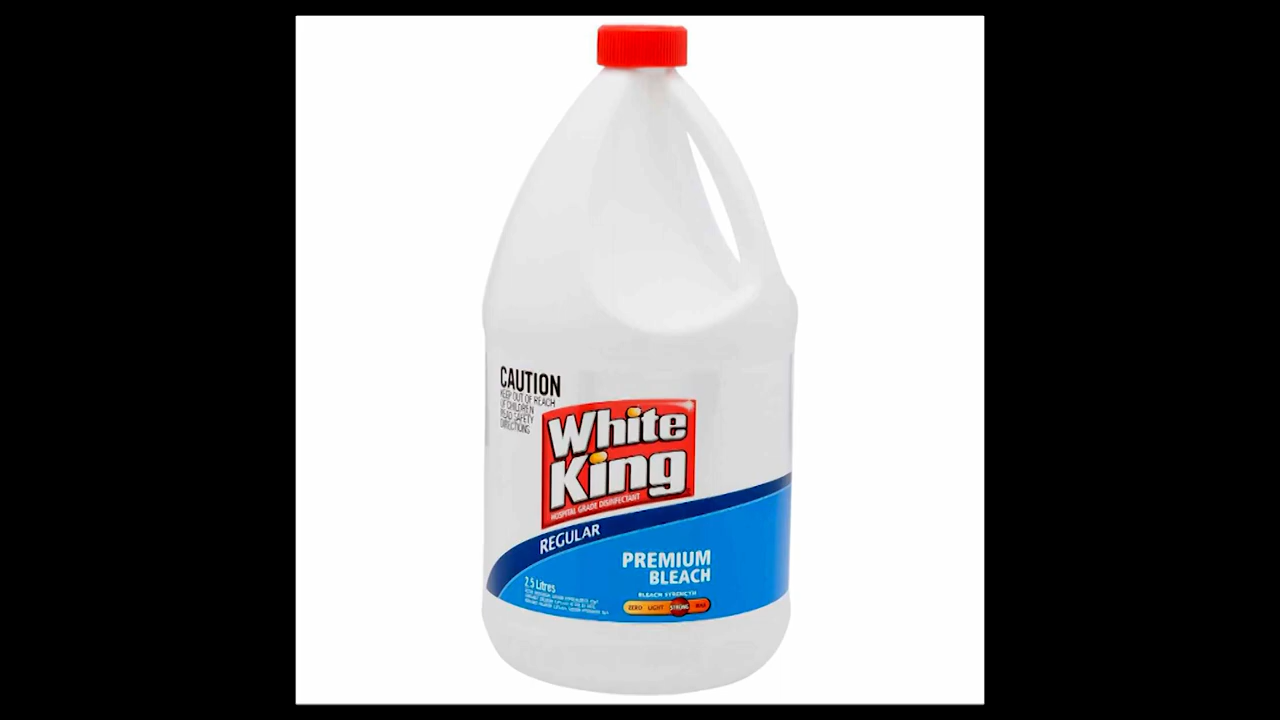 CAUTION
KEEP OUT OF REACH
OF CHILDREN
READ SAFETY
DIRECTIONS
White
King
HOSPITAL GRADE DISINFECTANT
REGULAR
PREMIUM
BLEACH
2.5 Litres
BLEACH STRENGTH
ZERO LIGHT STRONG MAX